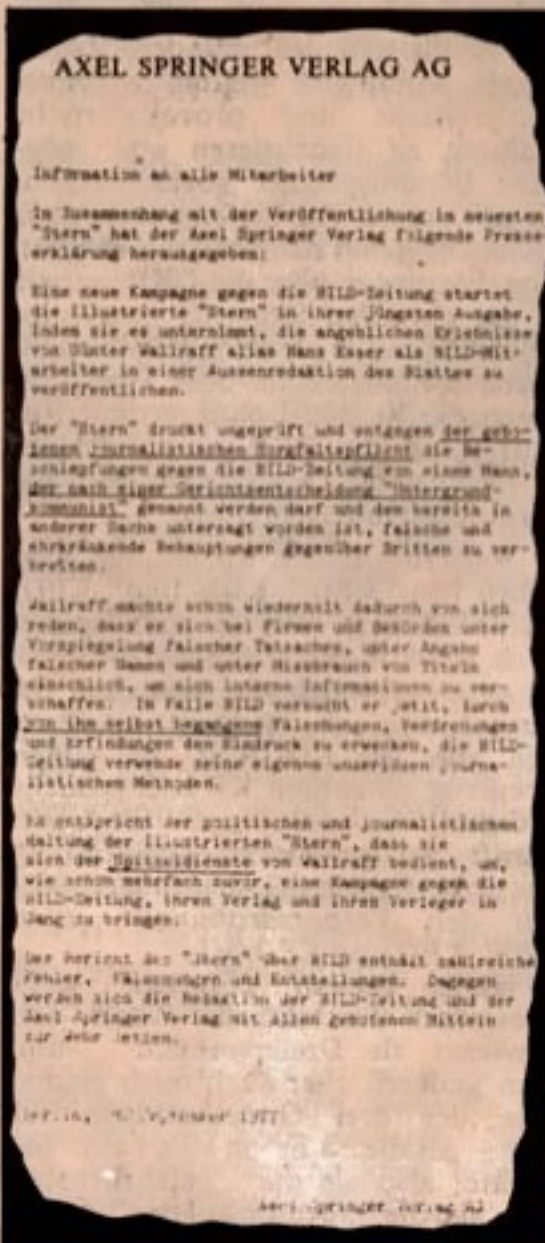 AXEL SPRINGER VERLAG AG
Information an alle Mitarbeiter
In Zusammenhang mit der Veröffentlichung im neuesten
"Stern" hat der Axel Springer Verlag folgende Presse-
erklärung herausgegeben:
Eine neue Kampagne gegen die BILD-Zeitung startet
die Illustrierte "Stern" in ihrer jüngsten Ausgabe,
indem sie es unternimmt, die angeblichen Erlebnisse
von Günter Wallraff alias Hans Esser als BILD-Mit-
arbeiter in einer Aussenredaktion des Blattes zu
veröffentlichen.
Der "Stern" druckt ungeprüft und entgegen der gebo-
tenen journalistischen Sorgfaltspflicht die Be-
schimpfungen gegen die BILD-Zeitung von einem Mann,
der nach einer Gerichtsentscheidung "Untergrund-
kommunist" genannt werden darf und dem bereits in
anderer Sache untersagt worden ist, falsche und
ehrkränkende Behauptungen gegenüber Dritten zu ver-
breiten.
Wallraff machte schon wiederholt dadurch von sich
reden, dass er sich bei Firmen und Behörden unter
Vorspiegelung falscher Tatsachen, unter Angabe
falscher Namen und unter Missbrauch von Titeln
einschlich, um sich interne Informationen zu ver-
schaffen. Im Falle BILD versucht er jetzt, durch
von ihm selbst begangene Fälschungen, Verdrehungen
und Erfindungen den Eindruck zu erwecken, die BILD-
Zeitung verwende seine eigenen unseriösen journa-
listischen Methoden.
Es entspricht der politischen und journalistischen
Haltung der Illustrierten "Stern", dass sie
sich der Spitzeldienste von Wallraff bedient, um,
wie schon mehrfach zuvor, eine Kampagne gegen die
BILD-Zeitung, ihren Verlag und ihren Verleger in
Gang zu bringen.
Der Bericht des "Stern" über BILD enthält zahlreiche
Fehler, Fälschungen und Entstellungen. Dagegen
werden sich die Redaktion der BILD-Zeitung und der
Axel Springer Verlag mit allen gebotenen Mitteln
zur Wehr setzen.
Berlin, 1977
Axel Springer Verlag AG